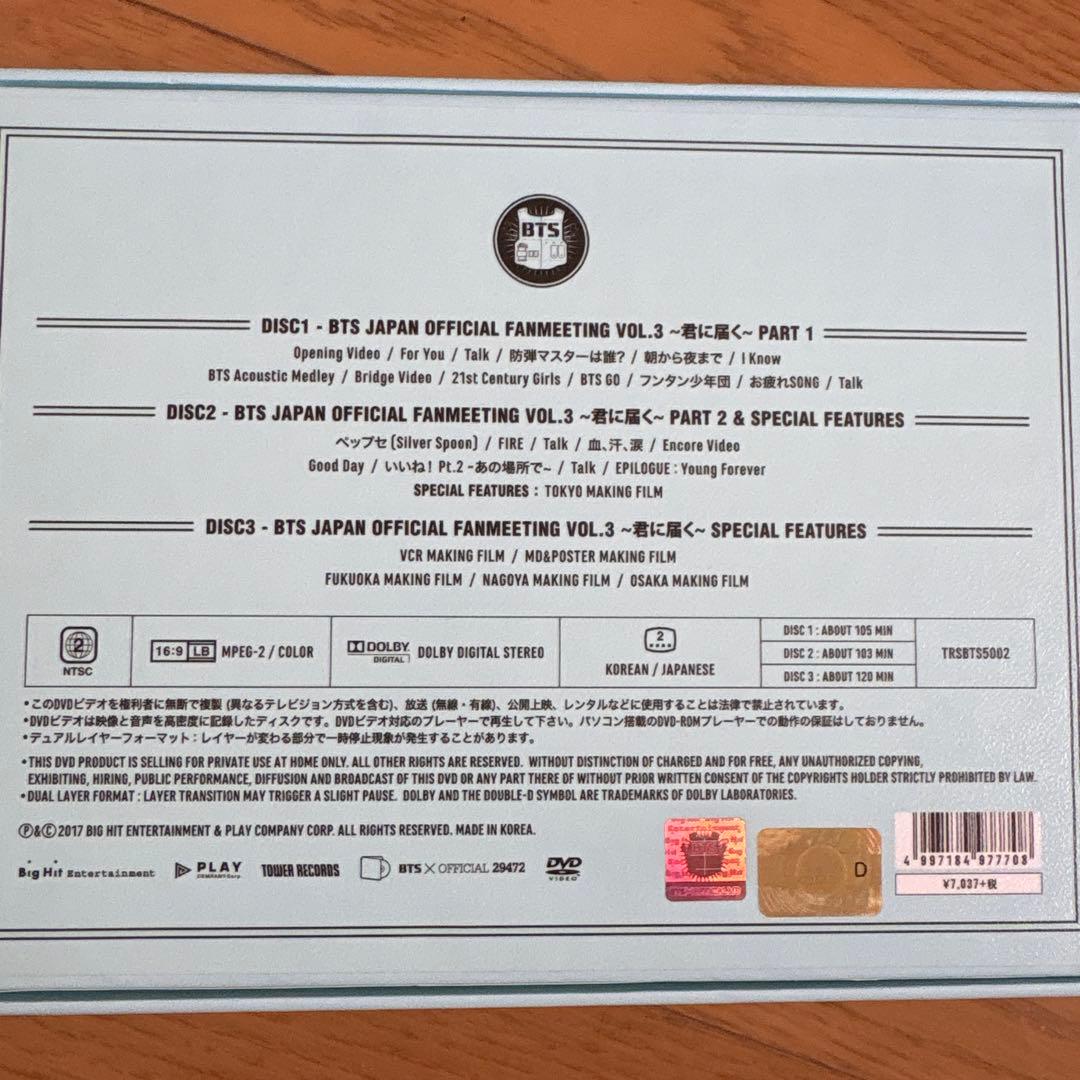 BTS
DISC1 - BTS JAPAN OFFICIAL FANMEETING VOL.3 ~君に届く~ PART 1
Opening Video / For You / Talk / 防弾マスターは誰? / 朝から夜まで / I Know
BTS Acoustic Medley / Bridge Video / 21st Century Girls / BTS GO / フンタン少年団 / お疲れSONG / Talk
DISC2 - BTS JAPAN OFFICIAL FANMEETING VOL.3 ~君に届く~ PART 2 & SPECIAL FEATURES
ペップセ (Silver Spoon) / FIRE / Talk / 血、汗、涙 / Encore Video
Good Day / いいね! Pt.2 -あの場所で~ / Talk / EPILOGUE : Young Forever
SPECIAL FEATURES : TOKYO MAKING FILM
DISC3 - BTS JAPAN OFFICIAL FANMEETING VOL.3 ~君に届く~ SPECIAL FEATURES
VCR MAKING FILM / MD&POSTER MAKING FILM
FUKUOKA MAKING FILM / NAGOYA MAKING FILM / OSAKA MAKING FILM
2 NTSC
16:9 LB MPEG-2 / COLOR
DOLBY DIGITAL DOLBY DIGITAL STEREO
2 KOREAN / JAPANESE
DISC 1 : ABOUT 105 MIN
DISC 2 : ABOUT 103 MIN
DISC 3 : ABOUT 120 MIN
TRSBTS5002
•このDVDビデオを権利者に無断で複製 (異なるテレビジョン方式を含む)、放送 (無線・有線)、公開上映、レンタルなどに使用することは法律で禁止されています。
•DVDビデオは映像と音声を高密度に記録したディスクです。DVDビデオ対応のプレーヤーで再生して下さい。パソコン搭載のDVD-ROMプレーヤーでの動作の保証はしておりません。
•デュアルレイヤーフォーマット : レイヤーが変わる部分で一時停止現象が発生することがあります。
•THIS DVD PRODUCT IS SELLING FOR PRIVATE USE AT HOME ONLY. ALL OTHER RIGHTS ARE RESERVED. WITHOUT DISTINCTION OF CHARGED AND FOR FREE, ANY UNAUTHORIZED COPYING,
EXHIBITING, HIRING, PUBLIC PERFORMANCE, DIFFUSION AND BROADCAST OF THIS DVD OR ANY PART THERE OF WITHOUT PRIOR WRITTEN CONSENT OF THE COPYRIGHTS HOLDER STRICTLY PROHIBITED BY LAW.
•DUAL LAYER FORMAT : LAYER TRANSITION MAY TRIGGER A SLIGHT PAUSE. DOLBY AND THE DOUBLE-D SYMBOL ARE TRADEMARKS OF DOLBY LABORATORIES.
Ⓟ&Ⓒ 2017 BIG HIT ENTERTAINMENT & PLAY COMPANY CORP. ALL RIGHTS RESERVED. MADE IN KOREA.
Big Hit Entertainment
PLAY COMPANY Corp.
TOWER RECORDS
BTS X OFFICIAL 29472
DVD VIDEO
Entertainment
BTS
D
4 997184 977708
¥7,037+税